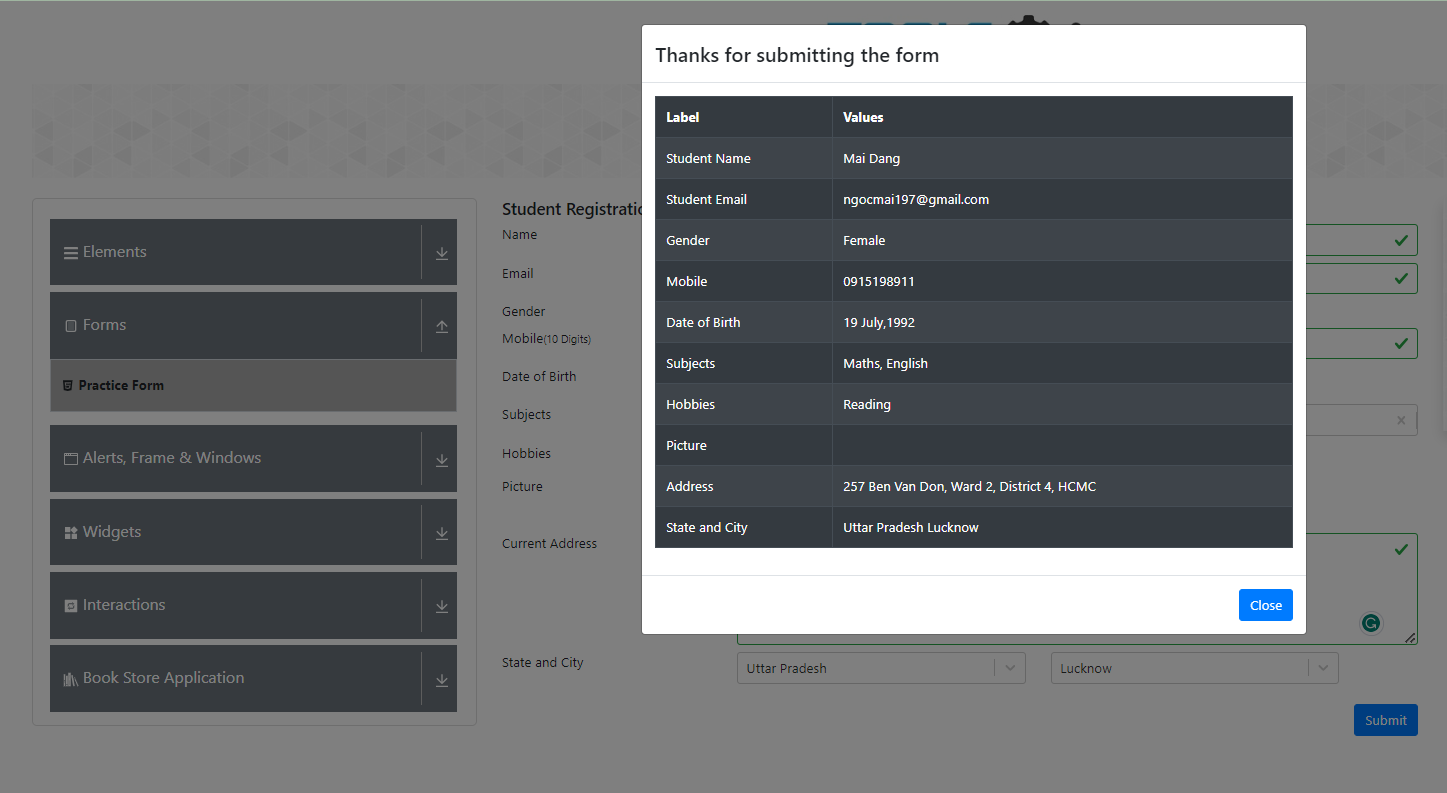 Thanks for submitting the form
Label Values
Student Name Mai Dang
Student Email ngocmai197@gmail.com
Gender Female
Mobile 0915198911
Date of Birth 19 July,1992
Subjects Maths, English
Hobbies Reading
Picture
Address 257 Ben Van Don, Ward 2, District 4, HCMC
State and City Uttar Pradesh Lucknow
Close
Elements
Forms
Practice Form
Alerts, Frame & Windows
Widgets
Interactions
Book Store Application
Student
Name
Email
Gender
Mobile(10 Digits)
Date of Birth
Subjects
Hobbies
Picture
Current Address
State and City Uttar Pradesh Lucknow
Submit